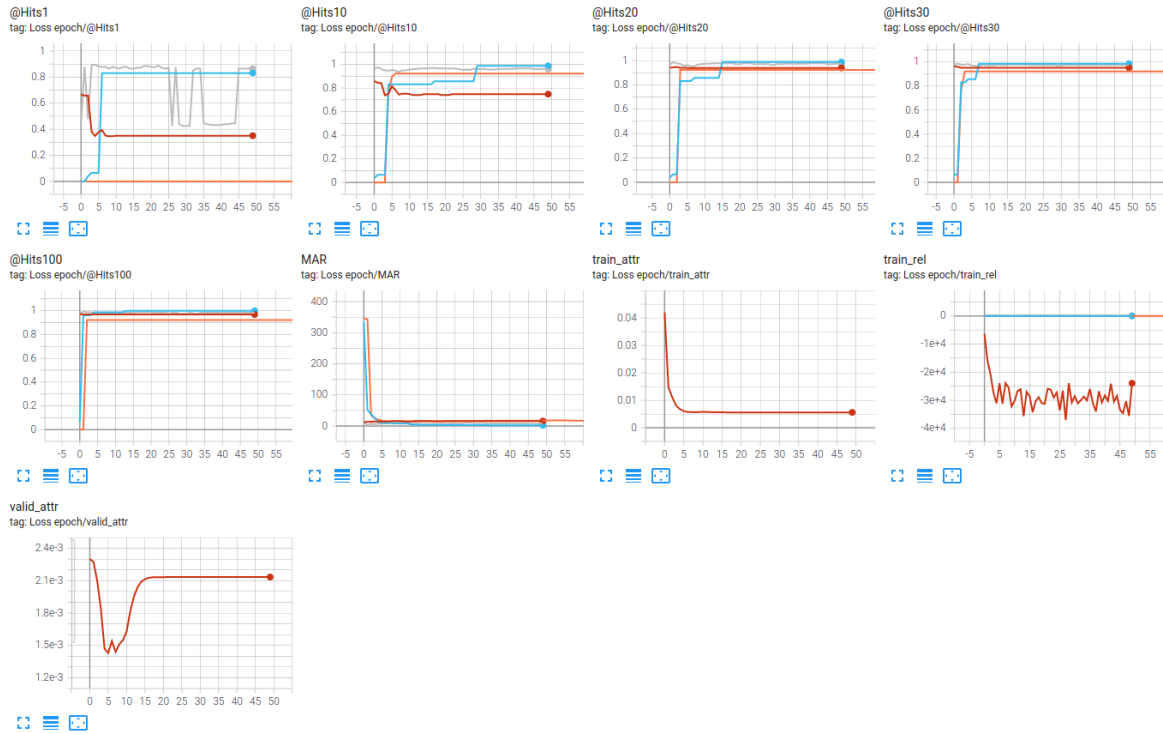 @Hits1
tag: Loss epoch/@Hits1
1
0.8
0.6
0.4
0.2
0
-5 0 5 10 15 20 25 30 35 40 45 50 55
@Hits10
tag: Loss epoch/@Hits10
1
0.8
0.6
0.4
0.2
0
-5 0 5 10 15 20 25 30 35 40 45 50 55
@Hits20
tag: Loss epoch/@Hits20
1
0.8
0.6
0.4
0.2
0
-5 0 5 10 15 20 25 30 35 40 45 50 55
@Hits30
tag: Loss epoch/@Hits30
1
0.8
0.6
0.4
0.2
0
-5 0 5 10 15 20 25 30 35 40 45 50 55
@Hits100
tag: Loss epoch/@Hits100
1
0.8
0.6
0.4
0.2
0
-5 0 5 10 15 20 25 30 35 40 45 50 55
MAR
tag: Loss epoch/MAR
400
300
200
100
0
-5 0 5 10 15 20 25 30 35 40 45 50 55
train_attr
tag: Loss epoch/train_attr
0.04
0.03
0.02
0.01
0
0 5 10 15 20 25 30 35 40 45 50
train_rel
tag: Loss epoch/train_rel
0
-1e+4
-2e+4
-3e+4
-4e+4
-5 5 15 25 35 45 55
valid_attr
tag: Loss epoch/valid_attr
2.4e-3
2.1e-3
1.8e-3
1.5e-3
1.2e-3
0 5 10 15 20 25 30 35 40 45 50